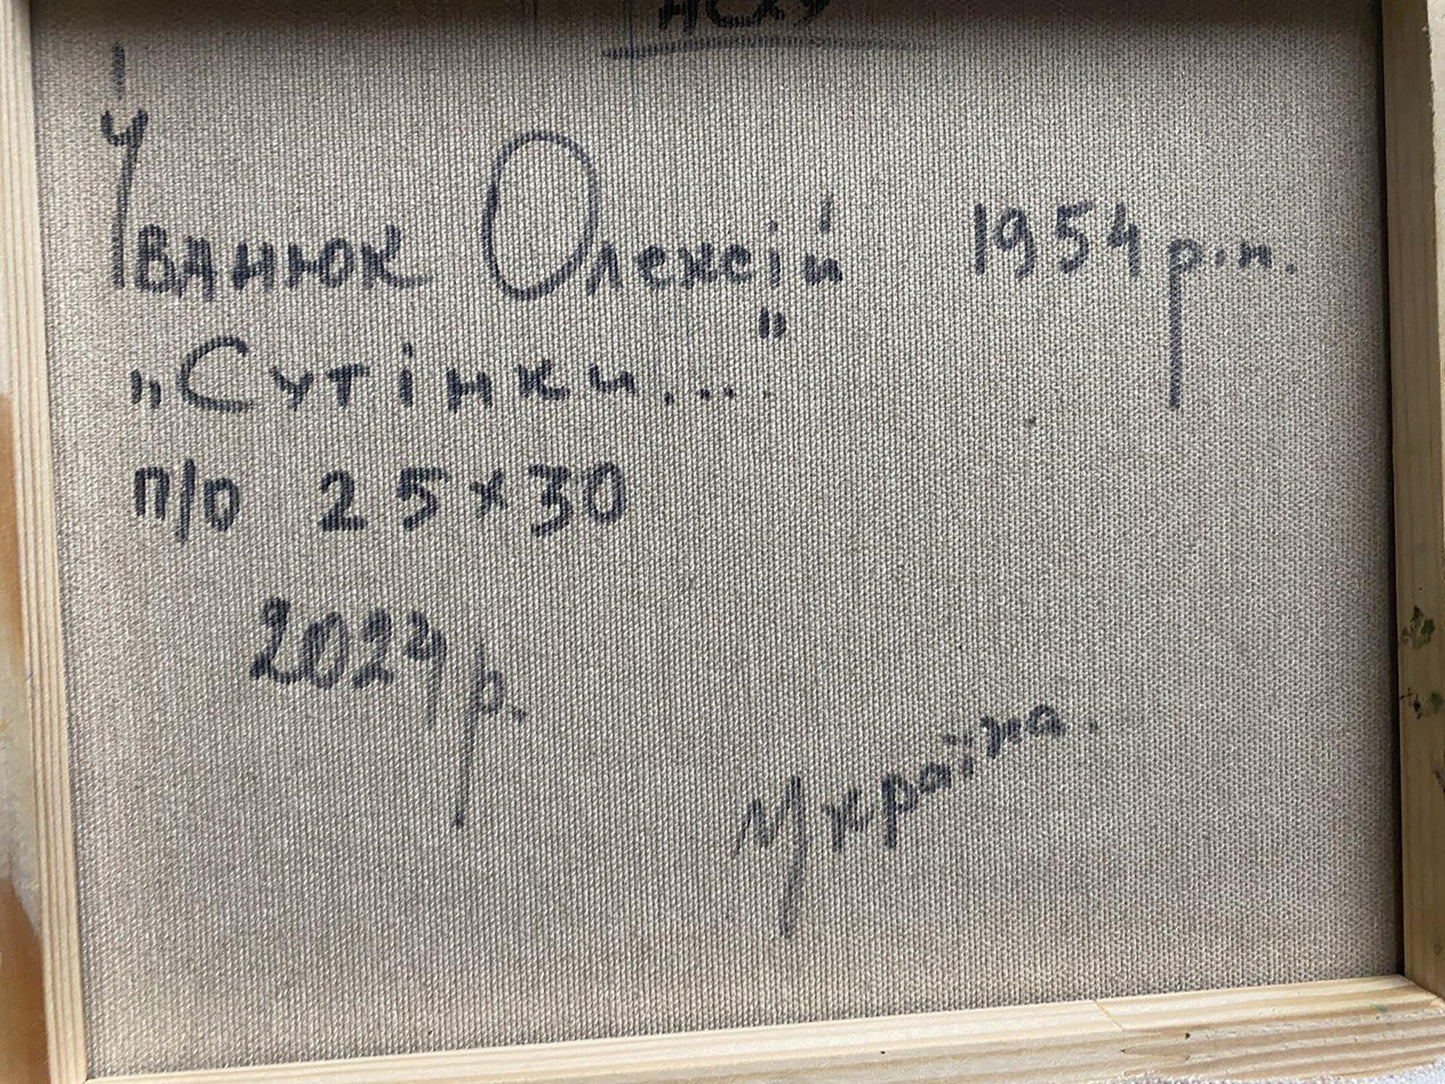 Іванюк Олексій 1954 р.н.
„Сутінки..."
п/о 25×30
2024 р.
Україна.